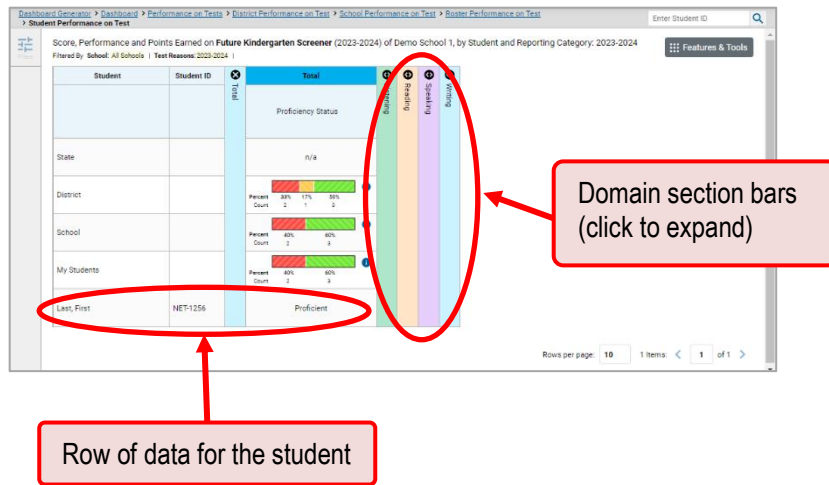 Dashboard Generator > Dashboard > Performance on Tests > District Performance on Test > School Performance on Test > Roster Performance on Test
> Student Performance on Test
Enter Student ID
Score, Performance and Points Earned on Future Kindergarten Screener (2023-2024) of Demo School 1, by Student and Reporting Category: 2023-2024
Filtered By School: All Schools | Test Reasons: 2023-2024 |
Features & Tools
Student
Student ID
Total
Total
Proficiency Status
Listening
Reading
Speaking
Writing
State
n/a
District
Percent 33% 17% 50%
Count 2 1 3
School
Percent 40% 60%
Count 2 3
My Students
Percent 40% 60%
Count 2 3
Last, First
NET-1256
Proficient
Rows per page: 10 1 Items: 1 of 1
Domain section bars
(click to expand)
Row of data for the student